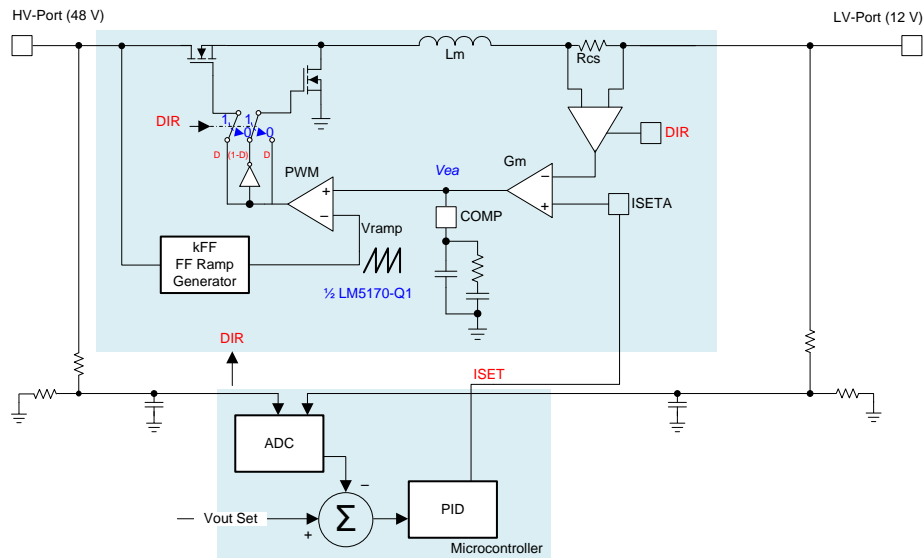 HV-Port (48 V)
LV-Port (12 V)
Lm
Rcs
DIR
1
0
1
0
D
(1-D)
D
DIR
PWM
+
−
Vea
Gm
−
+
ISETA
COMP
Vramp
kFF
FF Ramp
Generator
½ LM5170-Q1
DIR
ISET
ADC
−
Vout Set
+
Σ
PID
Microcontroller